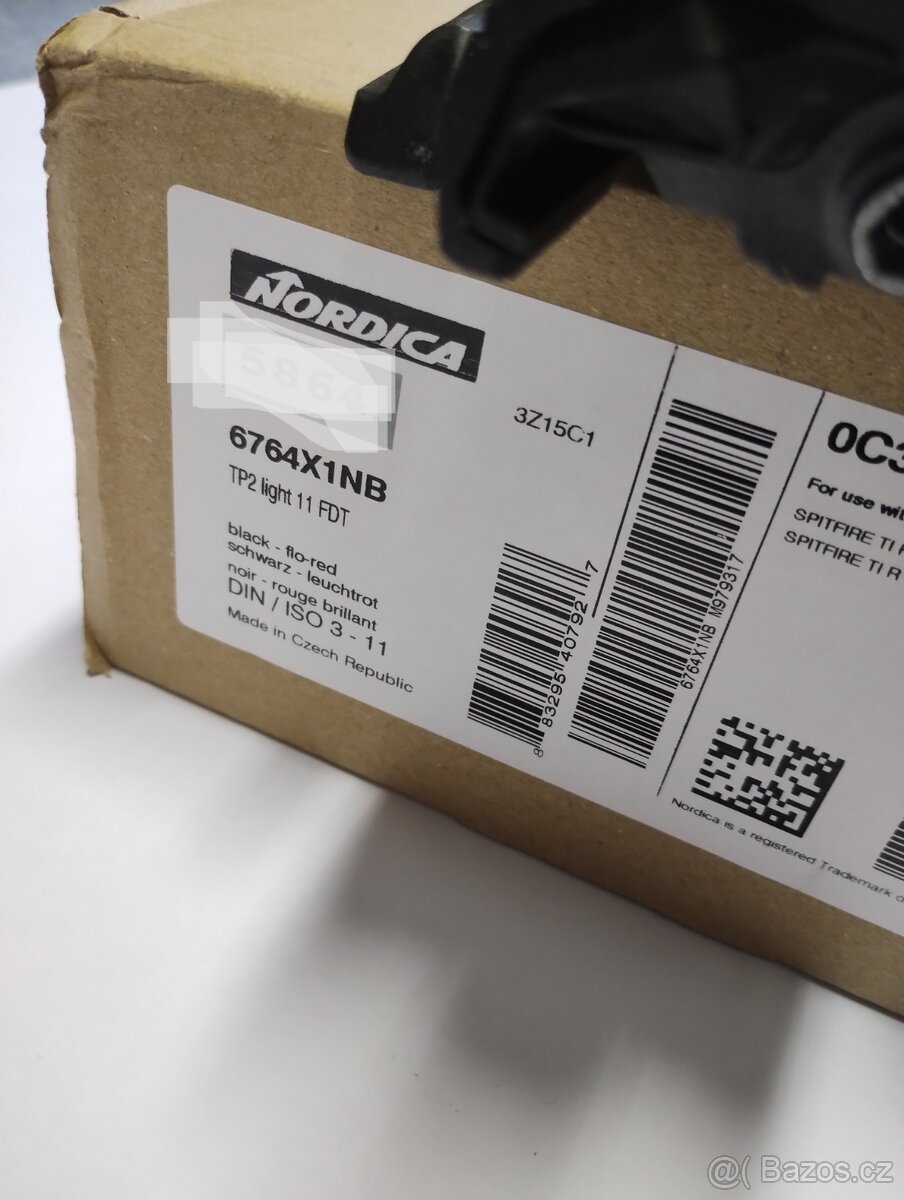 NORDICA
5864
6764X1NB
TP2 light 11 FDT
black - flo-red
schwarz - leuchtrot
noir - rouge brillant
DIN / ISO 3 - 11
Made in Czech Republic
3Z15C1
8 83295 40792 7
6764X1NB M979317
0C3
For use
SPITFIRE TI
SPITFIRE TI R
Nordica is a registered Trademark
@( Bazos.cz